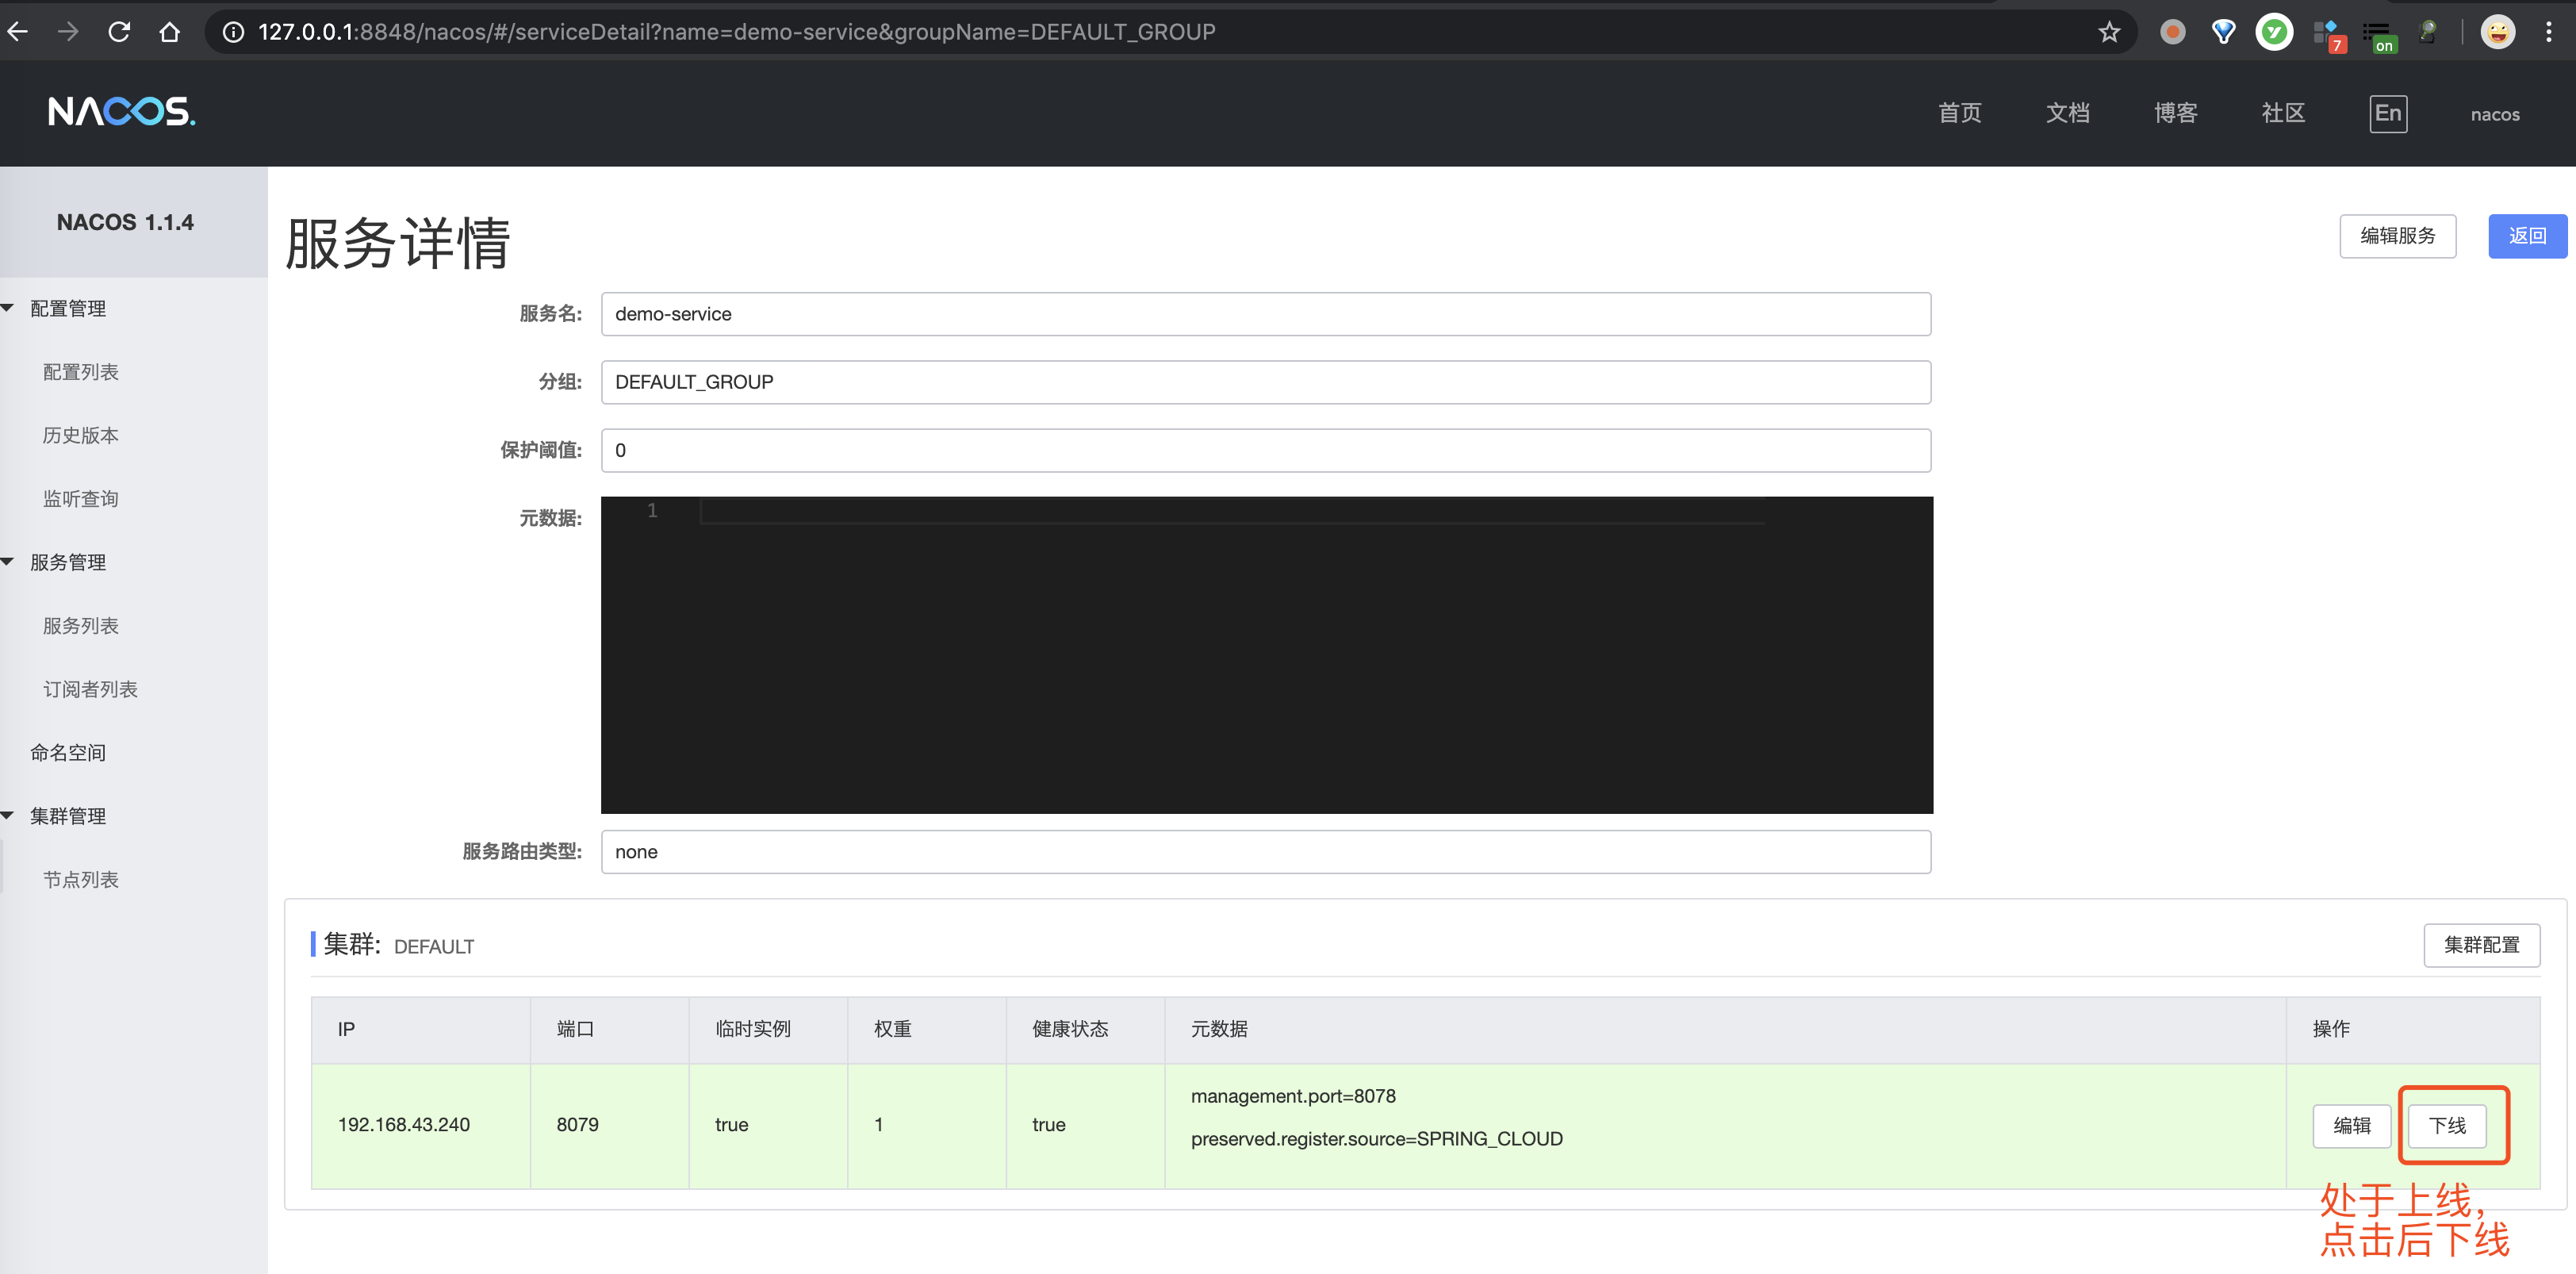 127.0.0.1:8848/nacos/#/serviceDetail?name=demo-service&groupName=DEFAULT_GROUP
7
on
NACOS.
首页
文档
博客
社区
En
nacos
NACOS 1.1.4
配置管理
配置列表
历史版本
监听查询
服务管理
服务列表
订阅者列表
命名空间
集群管理
节点列表
服务详情
编辑服务
返回
服务名:
demo-service
分组:
DEFAULT_GROUP
保护阈值:
0
元数据:
1
服务路由类型:
none
集群:
DEFAULT
集群配置
IP
端口
临时实例
权重
健康状态
元数据
操作
192.168.43.240
8079
true
1
true
management.port=8078
preserved.register.source=SPRING_CLOUD
编辑
下线
处于上线，
点击后下线